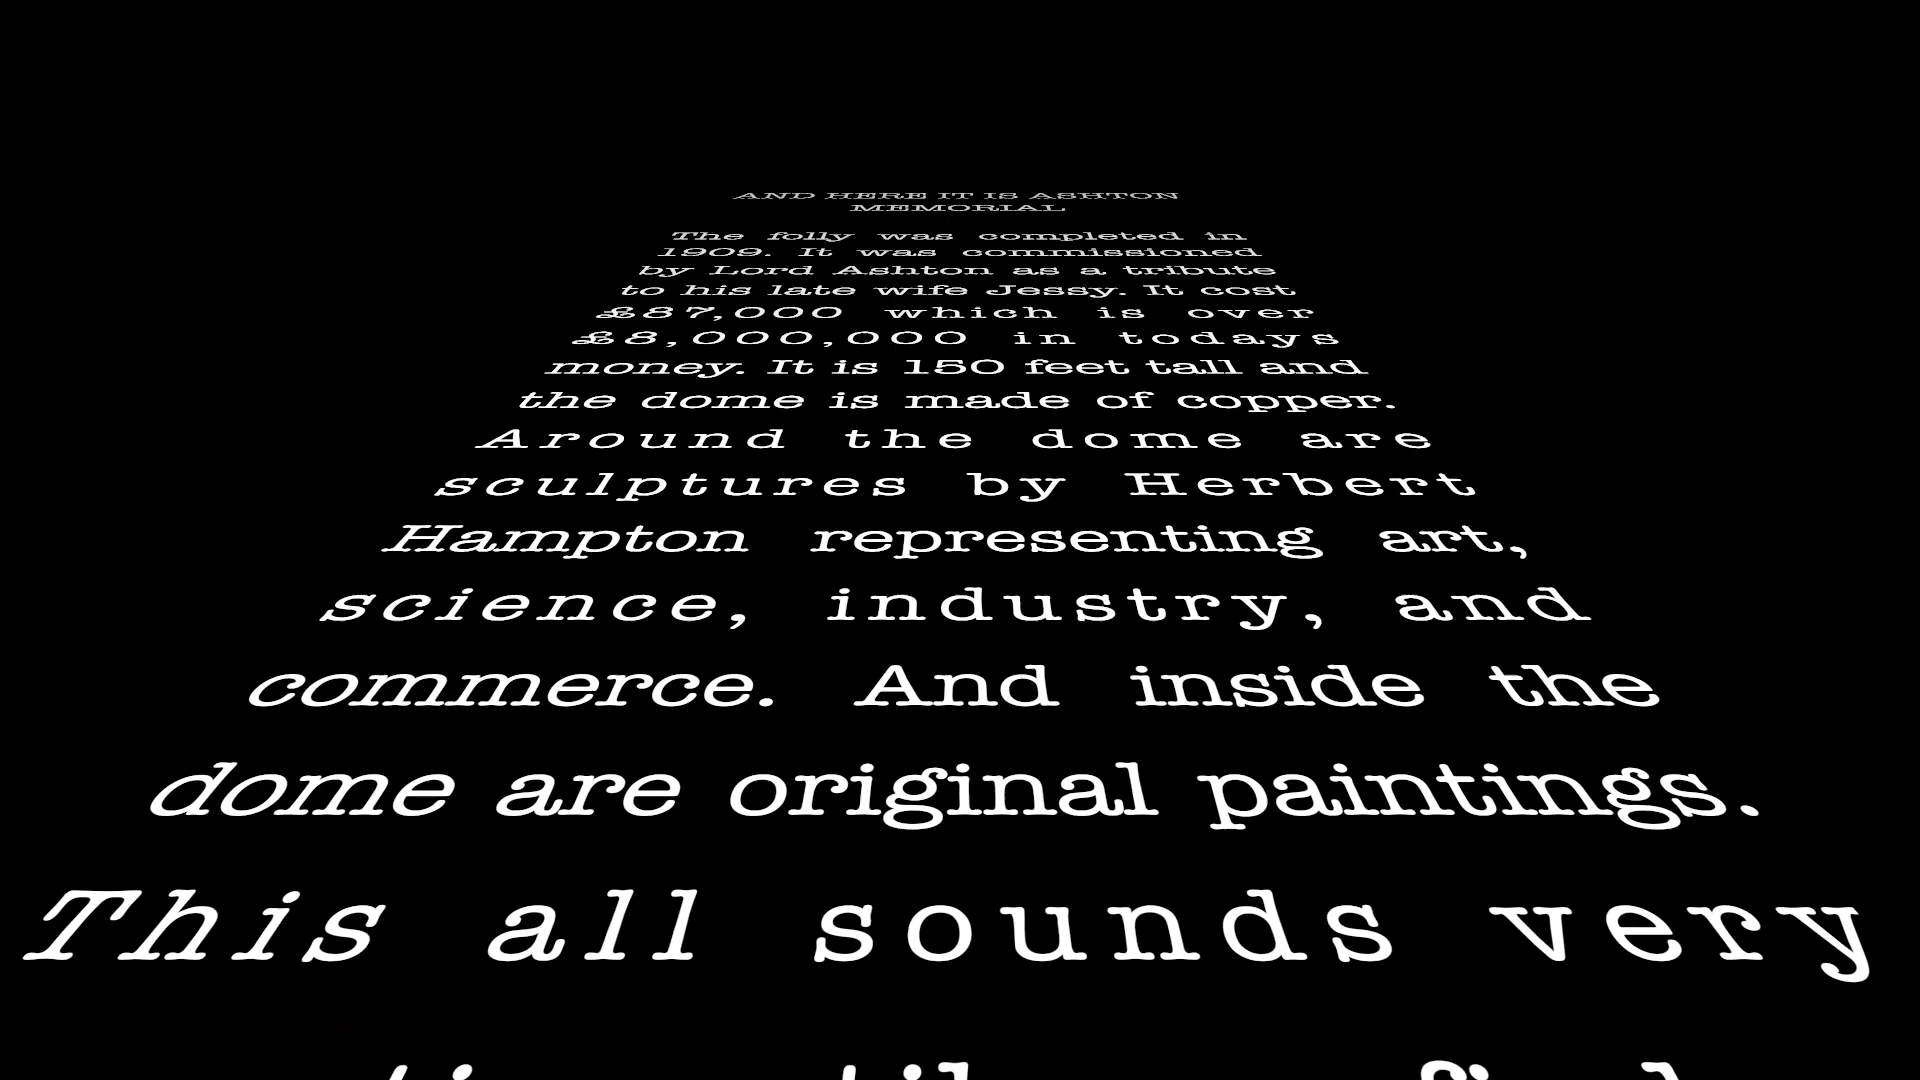 AND HERE IT IS ASHTON
MEMORIAL
The folly was completed in
1909. It was commissioned
by Lord Ashton as a tribute
to his late wife Jessy. It cost
£87,000 which is over
£8,000,000 in todays
money. It is 150 feet tall and
the dome is made of copper.
Around the dome are
sculptures by Herbert
Hampton representing art,
science, industry, and
commerce. And inside the
dome are original paintings.
This all sounds very